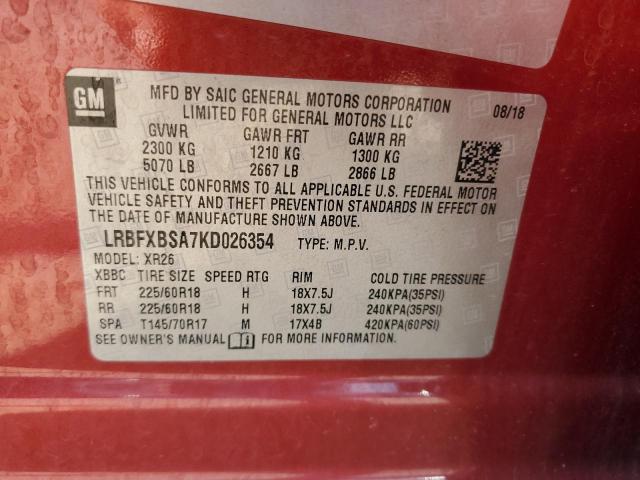 GM
MFD BY SAIC GENERAL MOTORS CORPORATION
LIMITED FOR GENERAL MOTORS LLC
08/18
GVWR GAWR FRT GAWR RR
2300 KG 1210 KG 1300 KG
5070 LB 2667 LB 2866 LB
THIS VEHICLE CONFORMS TO ALL APPLICABLE U.S. FEDERAL MOTOR
VEHICLE SAFETY AND THEFT PREVENTION STANDARDS IN EFFECT ON
THE DATE OF MANUFACTURE SHOWN ABOVE.
LRBFXBSA7KD026354 TYPE: M.P.V.
MODEL: XR26
XBBC TIRE SIZE SPEED RTG RIM COLD TIRE PRESSURE
FRT 225/60R18 H 18X7.5J 240KPA(35PSI)
RR 225/60R18 H 18X7.5J 240KPA(35PSI)
SPA T145/70R17 M 17X4B 420KPA(60PSI)
SEE OWNER'S MANUAL FOR MORE INFORMATION.